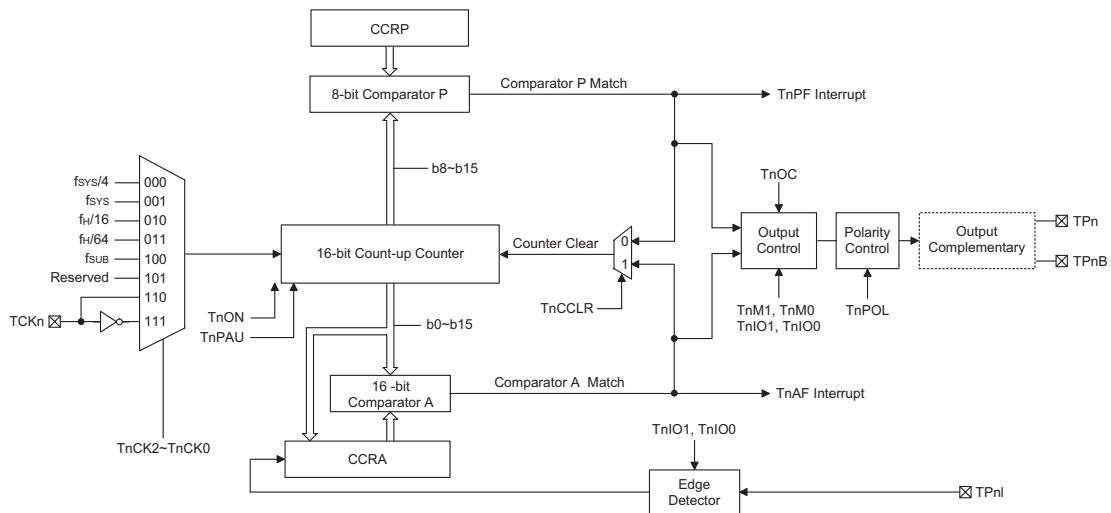 CCRP
8-bit Comparator P
Comparator P Match
TnPF Interrupt
b8~b15
fSYS/4
000
fSYS
001
fH/16
010
fH/64
011
fSUB
100
Reserved
101
110
TCKn
111
16-bit Count-up Counter
Counter Clear
0
1
TnOC
Output
Control
Polarity
Control
Output
Complementary
TPn
TPnB
TnON
TnPAU
b0~b15
TnCCLR
TnM1, TnM0
TnIO1, TnIO0
TnPOL
16 -bit
Comparator A
Comparator A Match
TnAF Interrupt
TnCK2~TnCK0
CCRA
TnIO1, TnIO0
Edge
Detector
TPnI